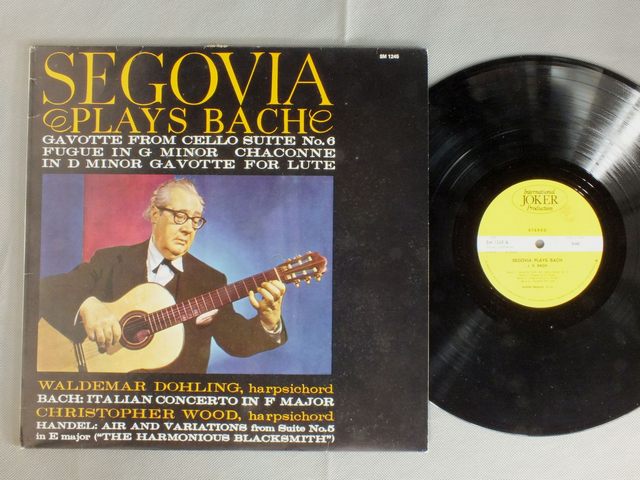 SM 1246
SEGOVIA
PLAYS BACH
GAVOTTE FROM CELLO SUITE No. 6
FUGUE IN G MINOR CHACONNE
IN D MINOR GAVOTTE FOR LUTE
WALDEMAR DOHLING, harpsichord
BACH: ITALIAN CONCERTO IN F MAJOR
CHRISTOPHER WOOD, harpsichord
HANDEL: AIR AND VARIATIONS from Suite No. 5
in E major ("THE HARMONIOUS BLACKSMITH")
International
JOKER
Production
STEREO
SEGOVIA PLAYS BACH